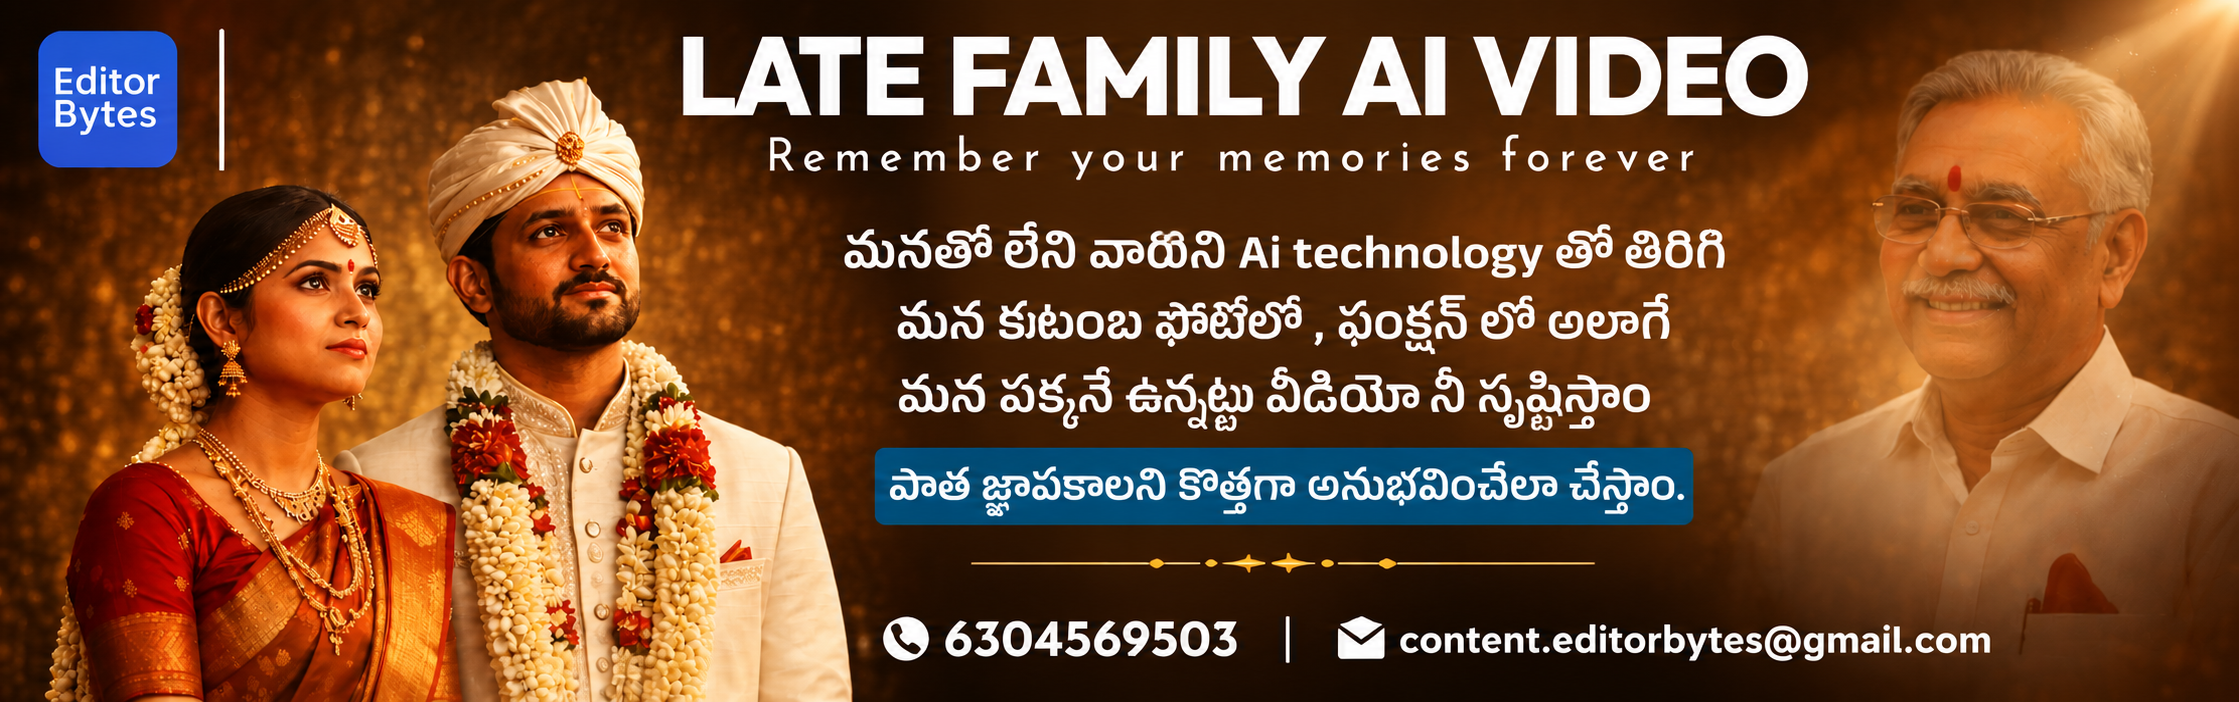 Editor
Bytes
LATE FAMILY AI VIDEO
Remember your memories forever
మనతో లేని Ai technology తో తిరిగి
మన కుటంబ ఫోటోలో , ఫంక్షన్ లో అలాగే
మన పక్కనే ఉన్నట్టు వీడియో నీ సృష్టిస్తాం
పాత జ్ఞాపకాలని కొత్తగా అనుభవించేలా చేస్తాం.
6304569503 | content.editorbytes@gmail.com